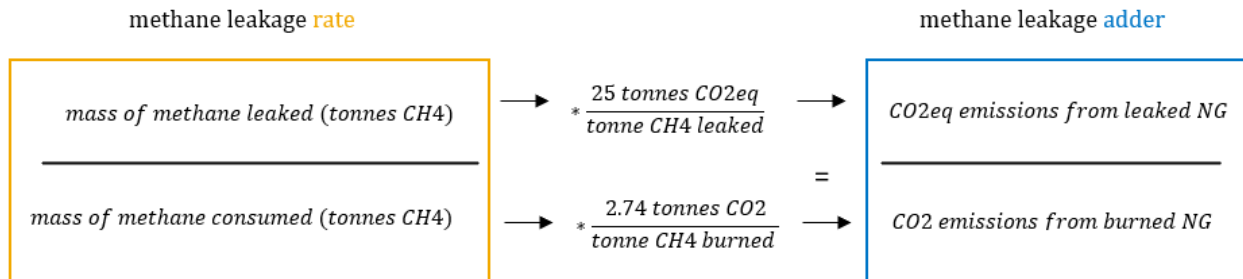 methane leakage rate
methane leakage adder
mass of methane leaked (tonnes CH4)
* 25 tonnes CO2eq
tonne CH4 leaked
CO2eq emissions from leaked NG
=
mass of methane consumed (tonnes CH4)
* 2.74 tonnes CO2
tonne CH4 burned
CO2 emissions from burned NG